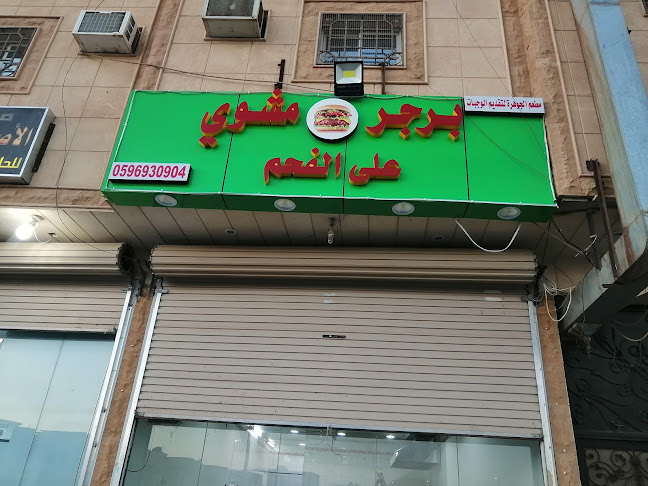 مطعم الجوهرة لتقديم الوجبات
برجر مشوي
على الفحم
0596930904